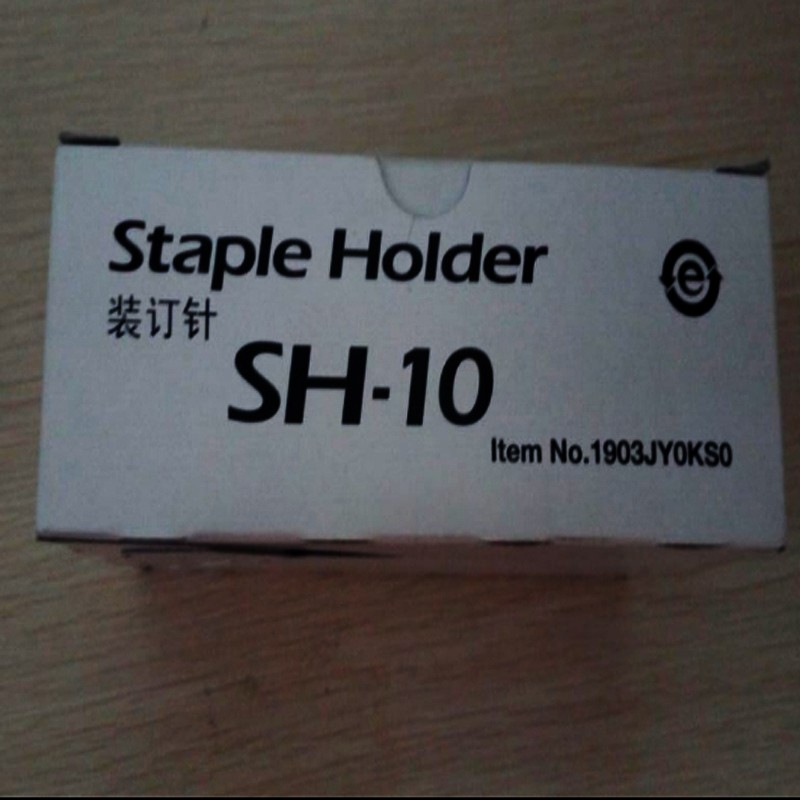 Staple Holder
装订针
SH-10
Item No.1903JY0KS0
e